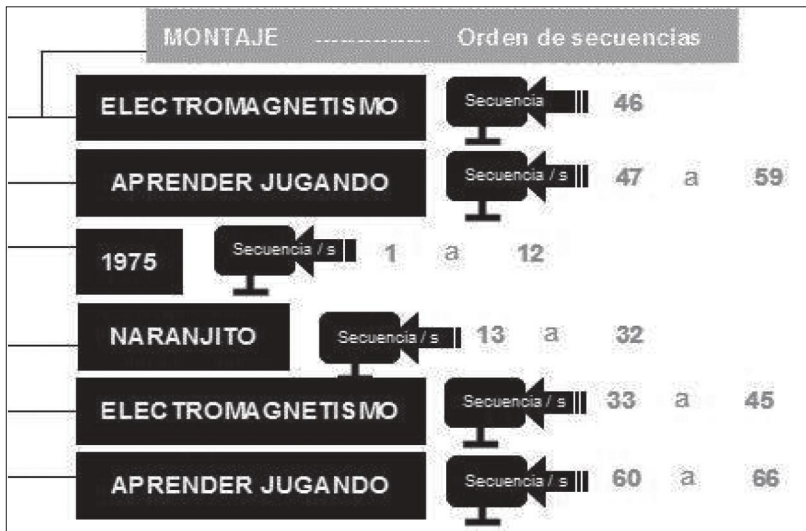 MONTAJE ------------- Orden de secuencias
ELECTROMAGNETISMO Secuencia 46
APRENDER JUGANDO Secuencia / s 47 a 59
1975 Secuencia / s 1 a 12
NARANJITO Secuencia / s 13 a 32
ELECTROMAGNETISMO Secuencia / s 33 a 45
APRENDER JUGANDO Secuencia / s 60 a 66